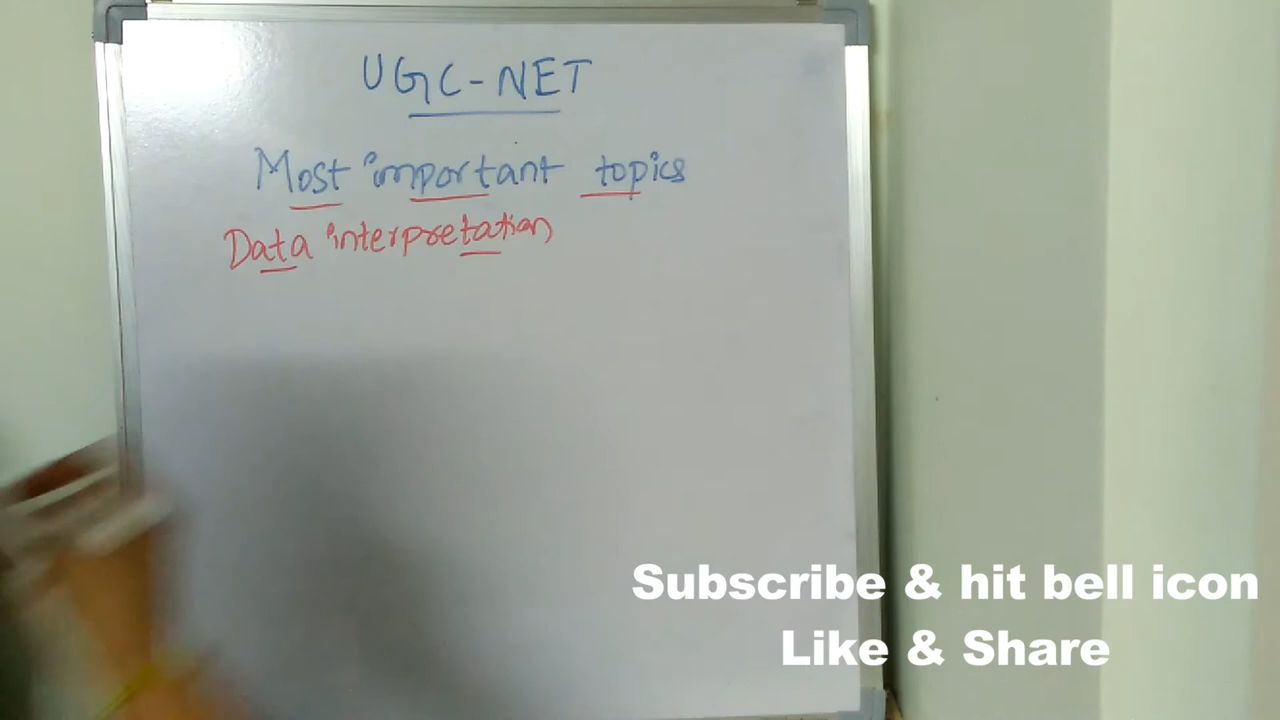 UGC-NET
Most important topics
Data interpretation
Subscribe & hit bell icon
Like & Share